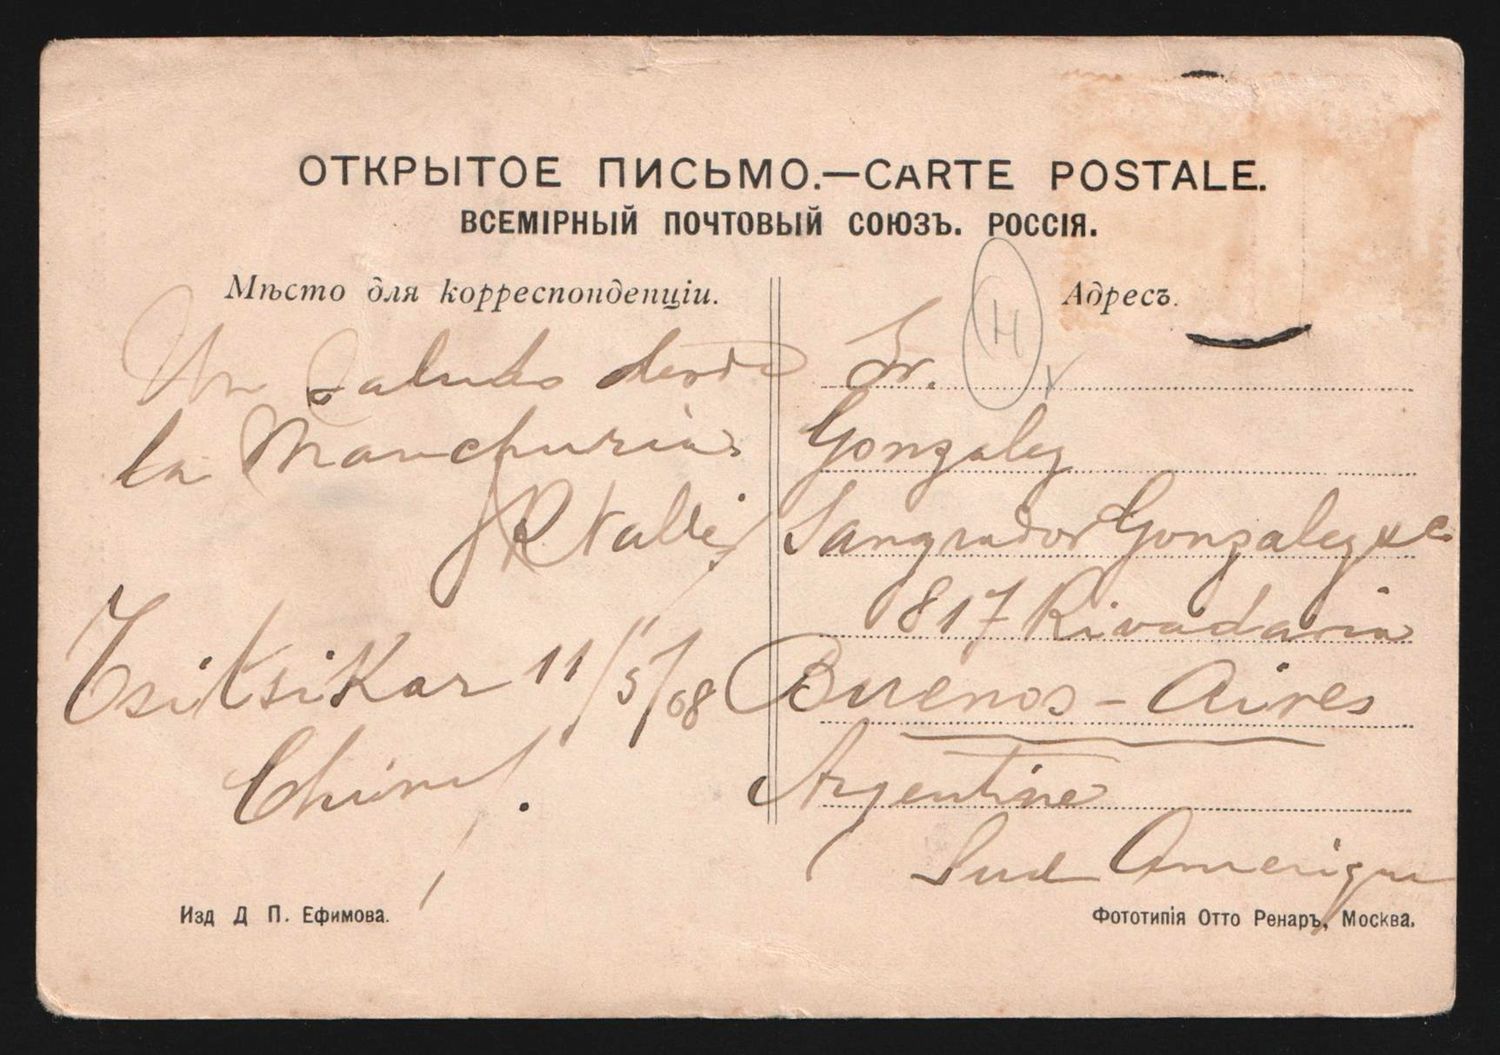 ОТКРЫТОЕ ПИСЬМО.—CARTE POSTALE.
ВСЕМІРНЫЙ ПОЧТОВЫЙ СОЮЗЪ. РОССІЯ.
Мѣсто для корреспонденціи.
Un saludo desde
la Manchuria
Tsitsikar 11/5/08
China
Адресъ.
H
Sr.
Gonzalez
Sangrador Gonzalez
817 Rivadavia
Buenos-Aires
Argentine
Sud Amerique
Изд Д П. Ефимова.
Фототипія Отто Ренаръ, Москва.